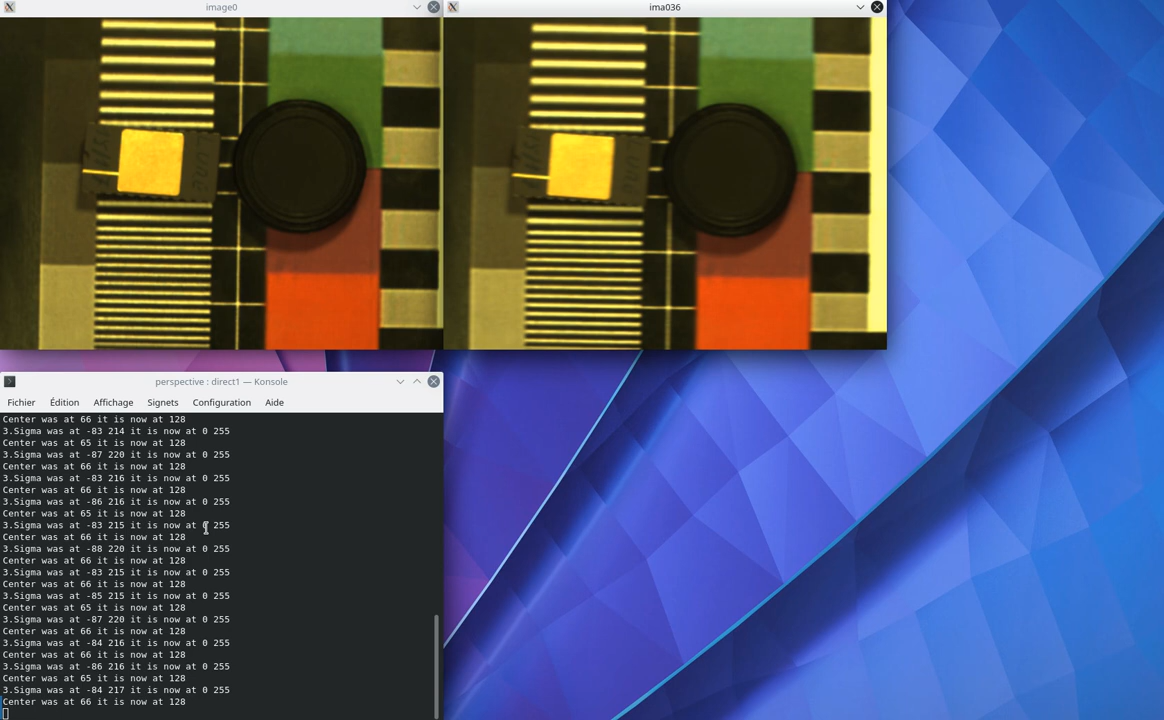 image0
ima036
perspective : direct1 — Konsole
Fichier Édition Affichage Signets Configuration Aide
Center was at 66 it is now at 128
3.Sigma was at -83 214 it is now at 0 255
Center was at 65 it is now at 128
3.Sigma was at -87 220 it is now at 0 255
Center was at 66 it is now at 128
3.Sigma was at -83 216 it is now at 0 255
Center was at 66 it is now at 128
3.Sigma was at -86 216 it is now at 0 255
Center was at 65 it is now at 128
3.Sigma was at -83 215 it is now at 0 255
Center was at 66 it is now at 128
3.Sigma was at -88 220 it is now at 0 255
Center was at 66 it is now at 128
3.Sigma was at -83 215 it is now at 0 255
Center was at 66 it is now at 128
3.Sigma was at -85 215 it is now at 0 255
Center was at 65 it is now at 128
3.Sigma was at -87 220 it is now at 0 255
Center was at 66 it is now at 128
3.Sigma was at -84 216 it is now at 0 255
Center was at 66 it is now at 128
3.Sigma was at -86 216 it is now at 0 255
Center was at 65 it is now at 128
3.Sigma was at -84 217 it is now at 0 255
Center was at 66 it is now at 128